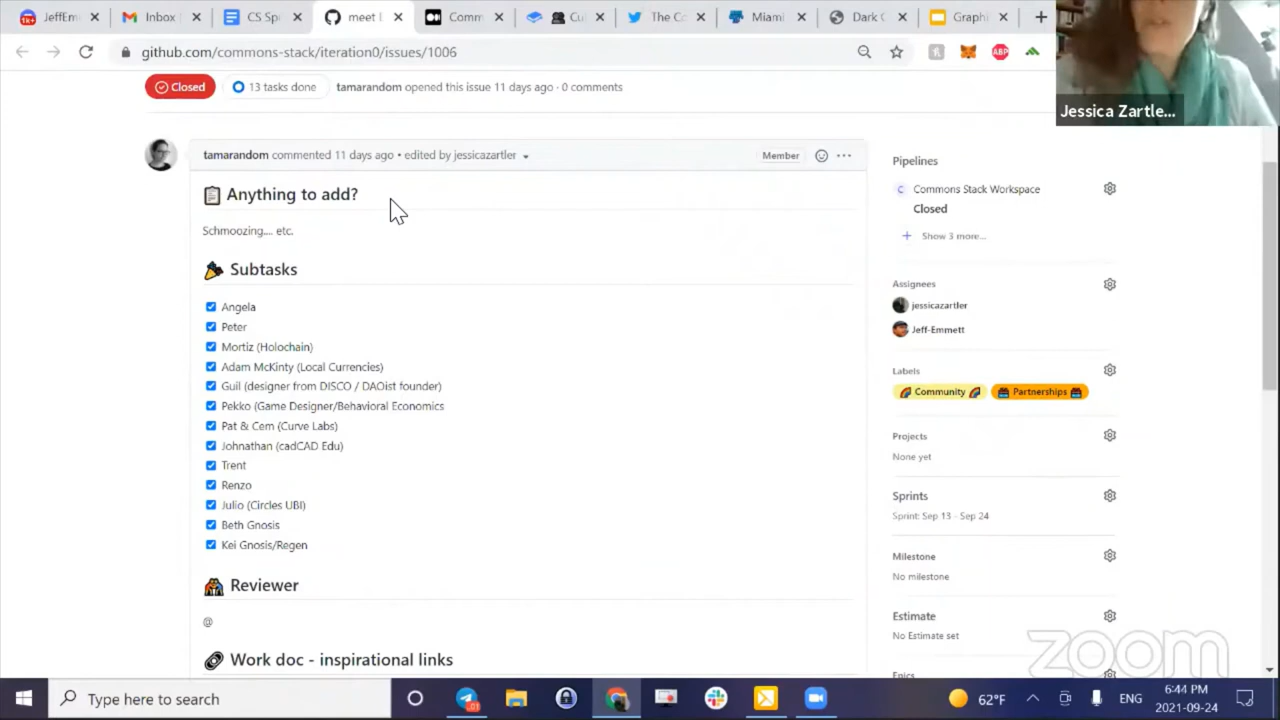 JeffEm
Inbox
CS Sp
meet
Comm
Cu
The Co
Miami
Dark
Graphi
github.com/commons-stack/iteration0/issues/1006
ABP
Jessica Zartle...
Closed
13 tasks done
tamarandom opened this issue 11 days ago · 0 comments
tamarandom commented 11 days ago • edited by jessicazartler
Member
Anything to add?
Schmoozing.... etc.
Subtasks
Angela
Peter
Mortiz (Holochain)
Adam McKinty (Local Currencies)
Guil (designer from DISCO / DAOist founder)
Pekko (Game Designer/Behavioral Economics
Pat & Cem (Curve Labs)
Johnathan (cadCAD Edu)
Trent
Renzo
Julio (Circles UBI)
Beth Gnosis
Kei Gnosis/Regen
Reviewer
@
Work doc - inspirational links
Pipelines
C Commons Stack Workspace
Closed
+ Show 3 more...
Assignees
jessicazartler
Jeff-Emmett
Labels
Community
Partnerships
Projects
None yet
Sprints
Sprint: Sep 13 - Sep 24
Milestone
No milestone
Estimate
No Estimate set
Epics
zoom
Type here to search
62°F
ENG
6:44 PM
2021-09-24